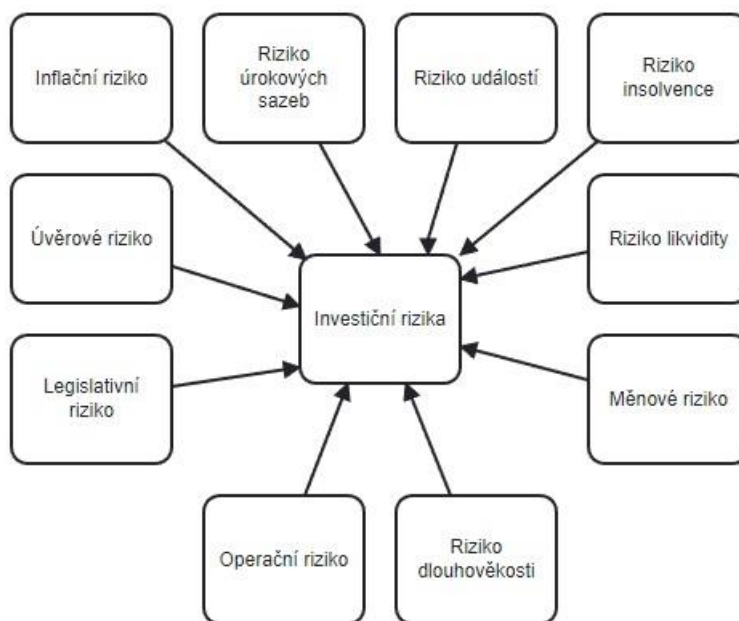 Inflační riziko
Riziko
úrokových
sazeb
Riziko událostí
Riziko
insolvence
Úvěrové riziko
Riziko likvidity
Investiční rizika
Legislativní
riziko
Měnové riziko
Operační riziko
Riziko
dlouhověkosti